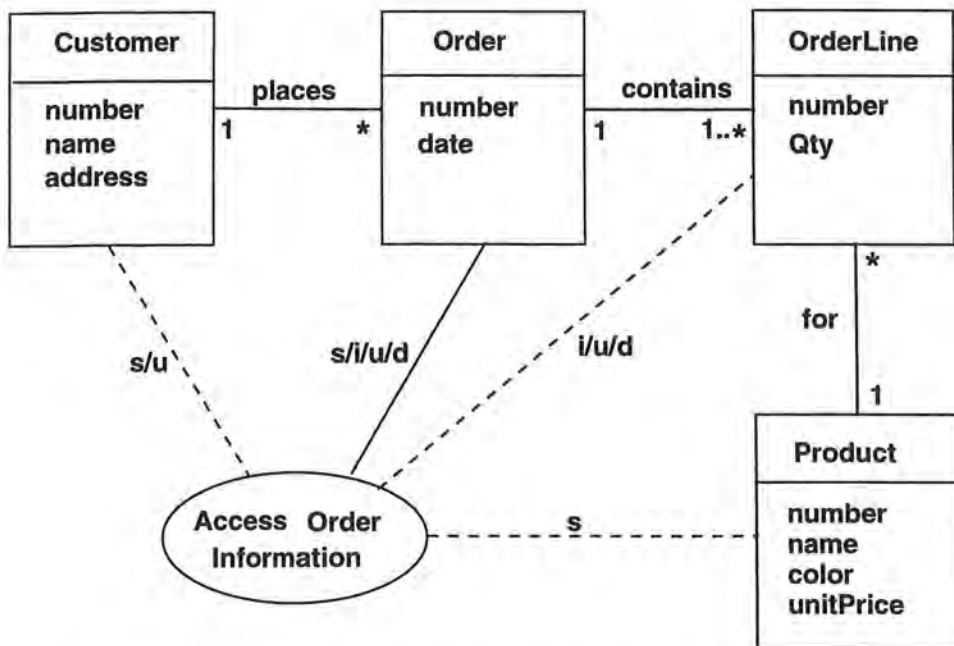 Customer
number
name
address
places
1
*
Order
number
date
contains
1
1..*
OrderLine
number
Qty
s/u
s/i/u/d
i/u/d
*
for
1
Access Order
Information
s
Product
number
name
color
unitPrice